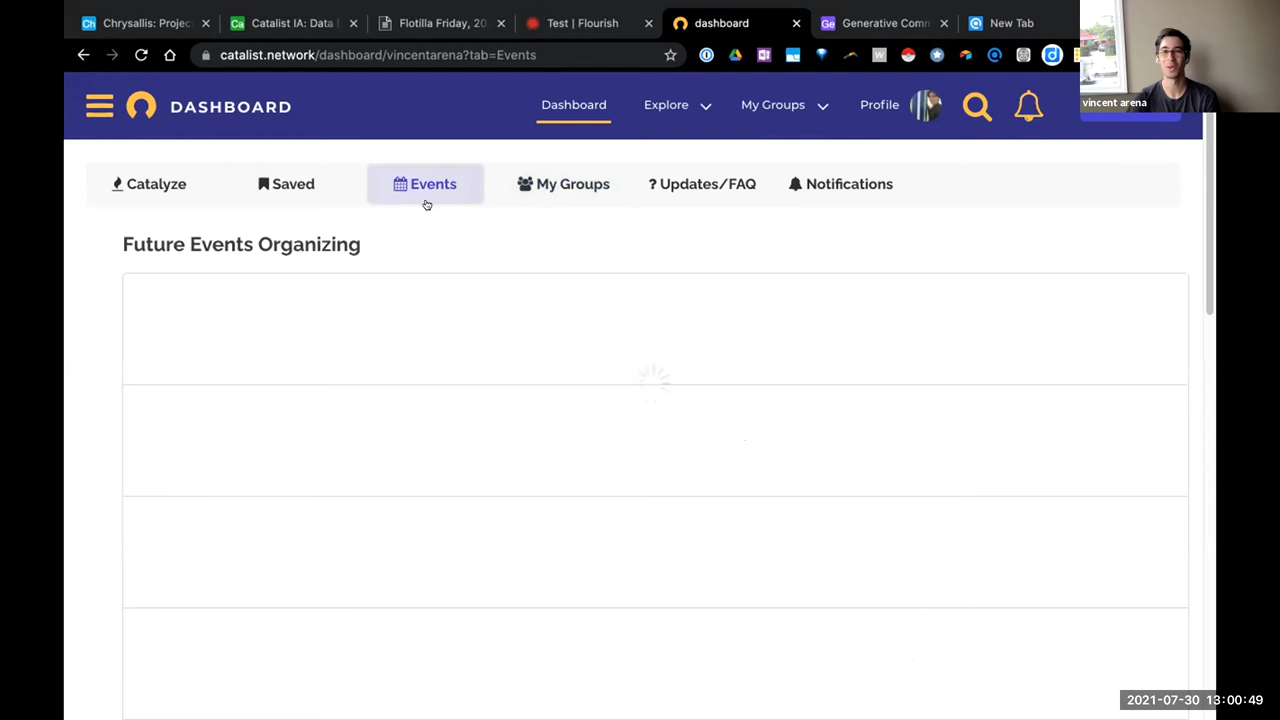 Chrysallis: Projec
Catalist IA: Data
Flotilla Friday, 20
Test | Flourish
dashboard
Generative Comm
New Tab
catalist.network/dashboard/vincentarena?=Events
vincent arena
DASHBOARD
Dashboard
Explore
My Groups
Profile
Catalyze
Saved
Events
My Groups
? Updates/FAQ
Notifications
Future Events Organizing
2021-07-30 13:00:49